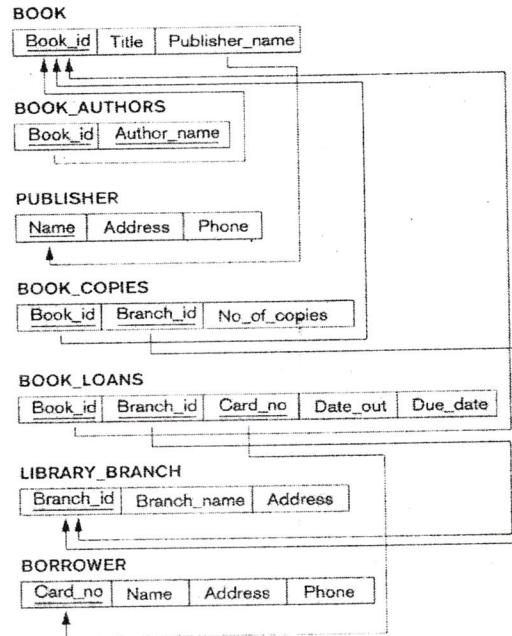 BOOK
Book_id Title Publisher_name
BOOK_AUTHORS
Book_id Author_name
PUBLISHER
Name Address Phone
BOOK_COPIES
Book_id Branch_id No_of_copies
BOOK_LOANS
Book_id Branch_id Card_no Date_out Due_date
LIBRARY_BRANCH
Branch_id Branch_name Address
BORROWER
Card_no Name Address Phone